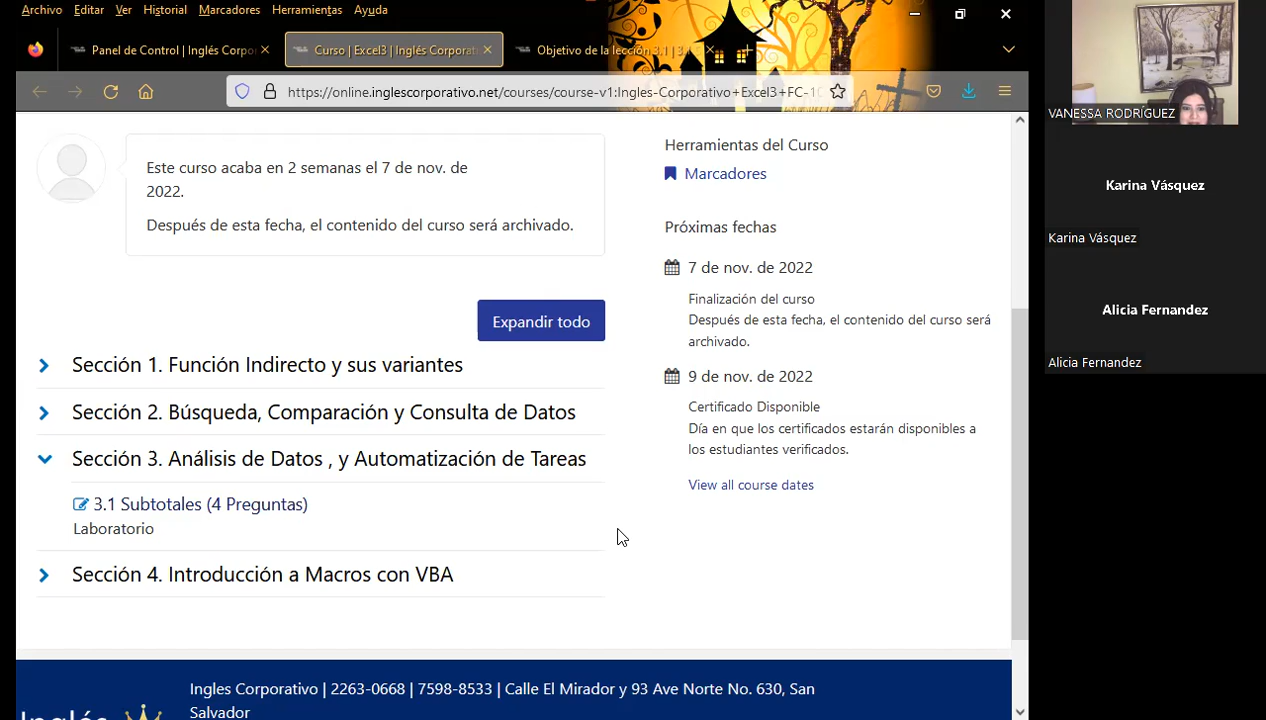 Archivo Editar Ver Historial Marcadores Herramientas Ayuda
Panel de Control | Inglés Corpo
Curso | Excel3 | Inglés Corporat
Objetivo de la lección 3.1 | 3.1
https://online.inglescorporativo.net/courses/course-v1:Ingles-Corporativo+Excel3+FC-10
Este curso acaba en 2 semanas el 7 de nov. de
2022.
Después de esta fecha, el contenido del curso será archivado.
Expandir todo
Sección 1. Función Indirecto y sus variantes
Sección 2. Búsqueda, Comparación y Consulta de Datos
Sección 3. Análisis de Datos , y Automatización de Tareas
3.1 Subtotales (4 Preguntas)
Laboratorio
Sección 4. Introducción a Macros con VBA
Herramientas del Curso
Marcadores
Próximas fechas
7 de nov. de 2022
Finalización del curso
Después de esta fecha, el contenido del curso será
archivado.
9 de nov. de 2022
Certificado Disponible
Día en que los certificados estarán disponibles a
los estudiantes verificados.
View all course dates
Ingles Corporativo | 2263-0668 | 7598-8533 | Calle El Mirador y 93 Ave Norte No. 630, San
Salvador
Inglés
VANESSA RODRÍGUEZ
Karina Vásquez
Karina Vásquez
Alicia Fernandez
Alicia Fernandez